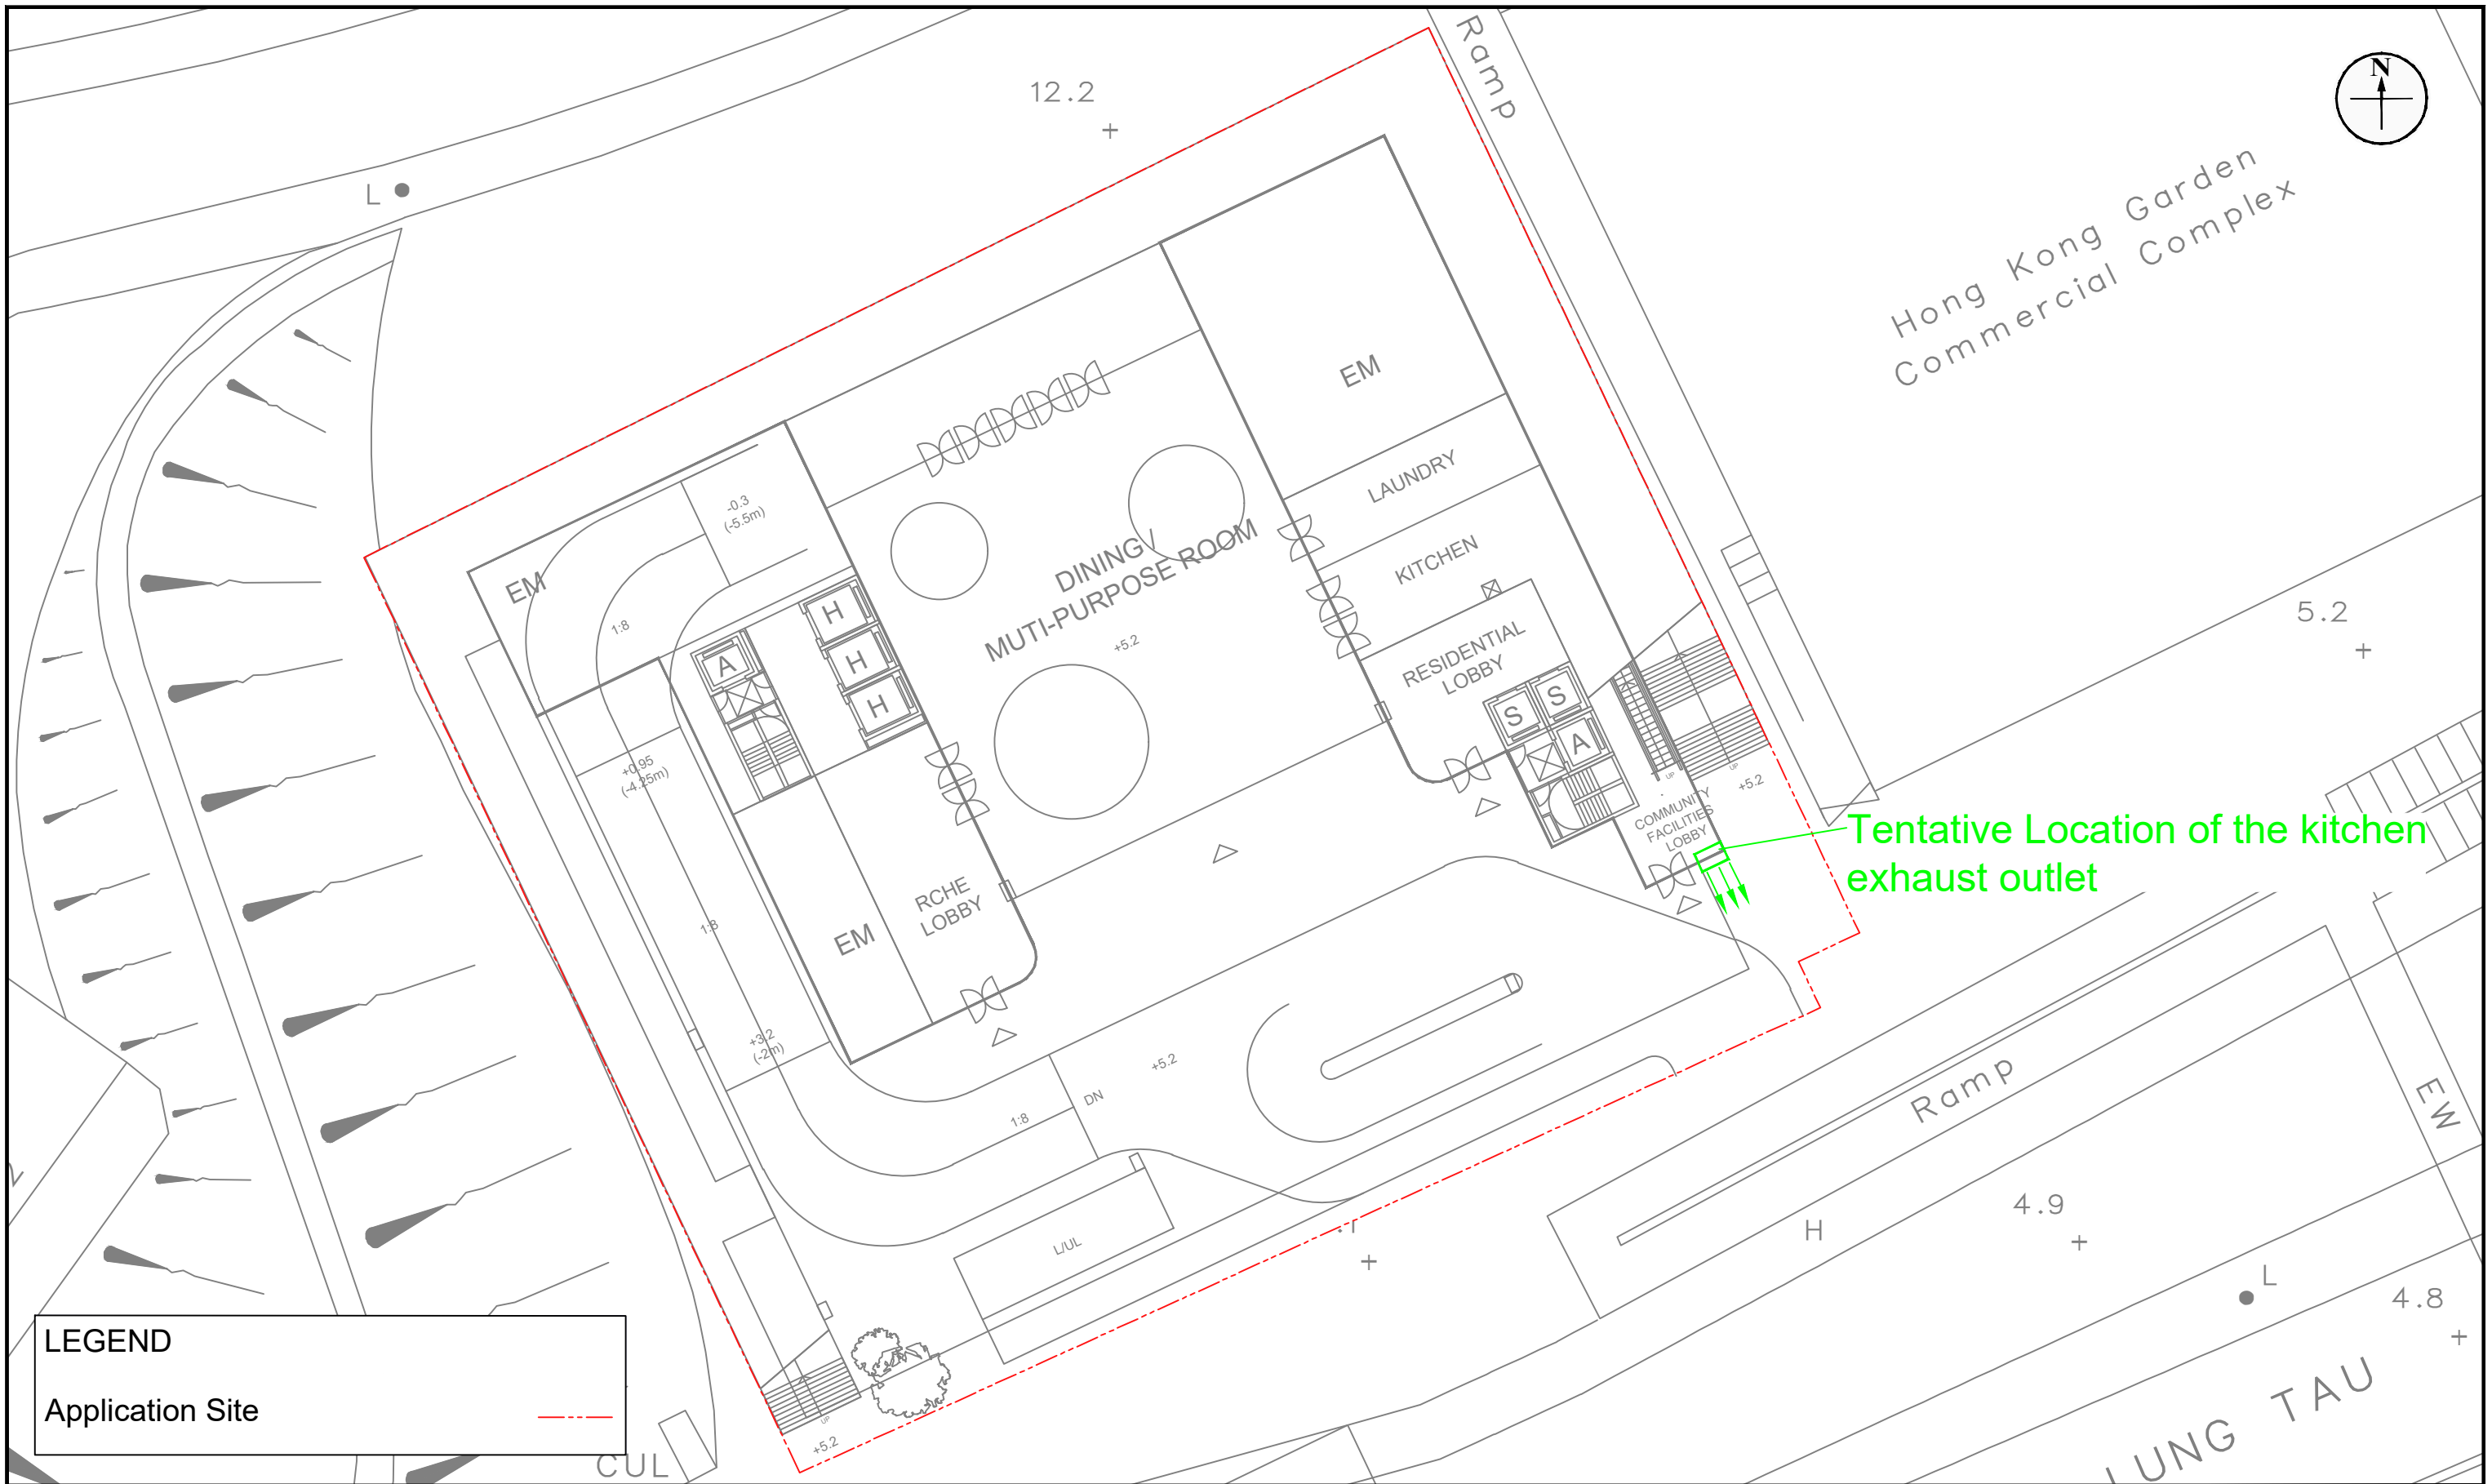 Ramp
N
12.2
L
Hong Kong Garden
Commercial Complex
EM
LAUNDRY
-0.3
(-5.5m)
KITCHEN
DINING /
MUTI-PURPOSE ROOM
+5.2
EM
1:8
H
H
H
A
5.2
RESIDENTIAL
LOBBY
S
S
A
+0.95
(-4.25m)
UP
UP
+5.2
COMMUNITY
FACILITIES
LOBBY
Tentative Location of the kitchen
exhaust outlet
RCHE
LOBBY
1:8
EM
+3.2
(-2m)
+5.2
DN
1:8
Ramp
EW
L/UL
4.9
H
L
4.8
LEGEND
Application Site
UP
+5.2
CUL
LUNG TAU